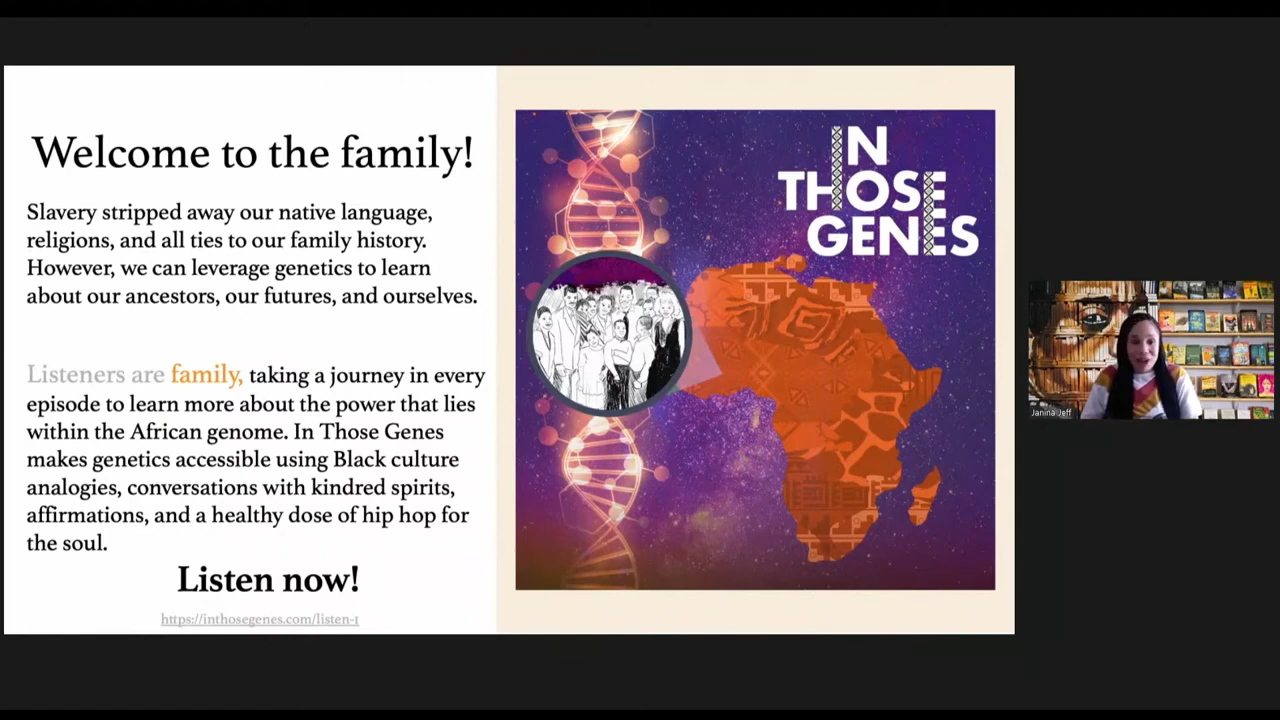 Welcome to the family!
Slavery stripped away our native language,
religions, and all ties to our family history.
However, we can leverage genetics to learn
about our ancestors, our futures, and ourselves.
Listeners are family, taking a journey in every
episode to learn more about the power that lies
within the African genome. In Those Genes
makes genetics accessible using Black culture
analogies, conversations with kindred spirits,
affirmations, and a healthy dose of hip hop for
the soul.
Listen now!
https://inthosegenes.com/listen-1
IN
THOSE
GENES
Janina Jeff